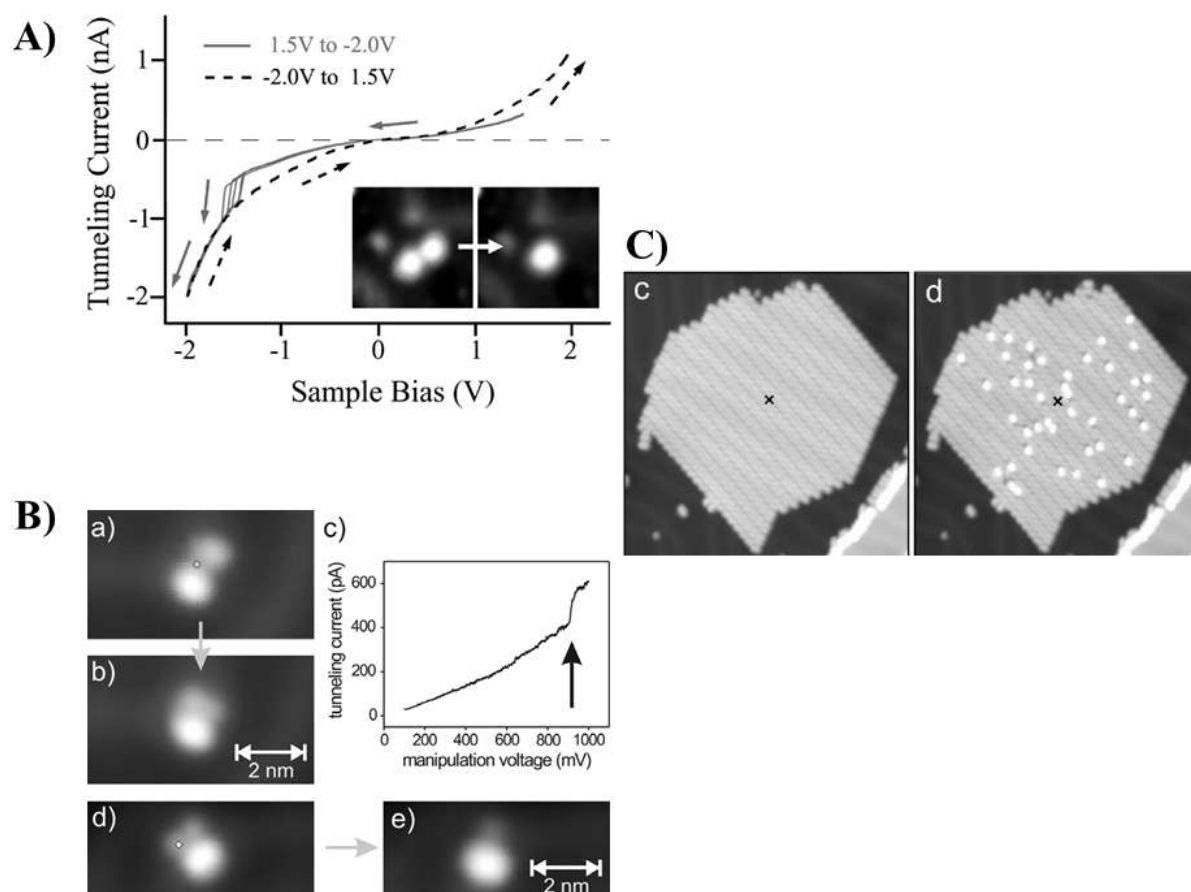 A)
Tunneling Current (nA)
1
0
-1
-2
1.5V to -2.0V
-2.0V to 1.5V
-2
-1
0
1
2
Sample Bias (V)
C)
c
d
B)
a)
b)
2 nm
c)
tunneling current (pA)
600
400
200
0
0
200
400
600
800
1000
manipulation voltage (mV)
d)
e)
2 nm